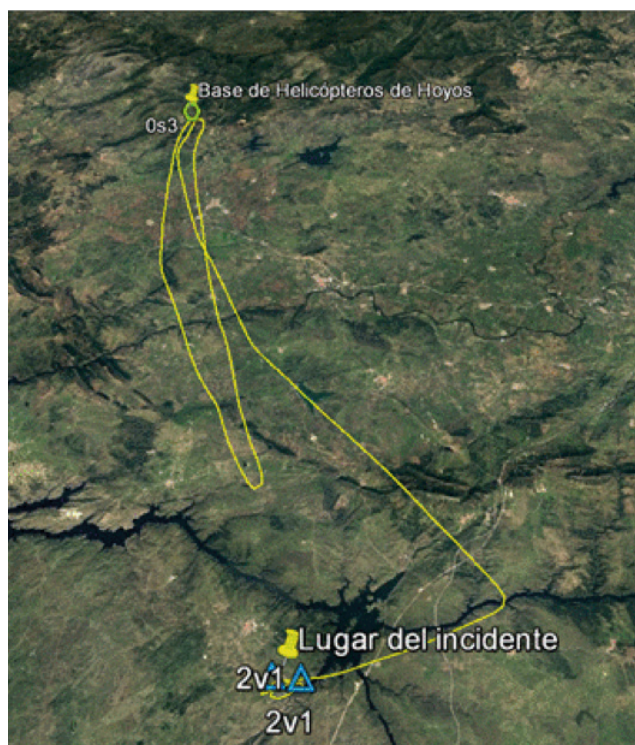 Base de Helicópteros de Hoyos
0s3
Lugar del incidente
2v1
2v1